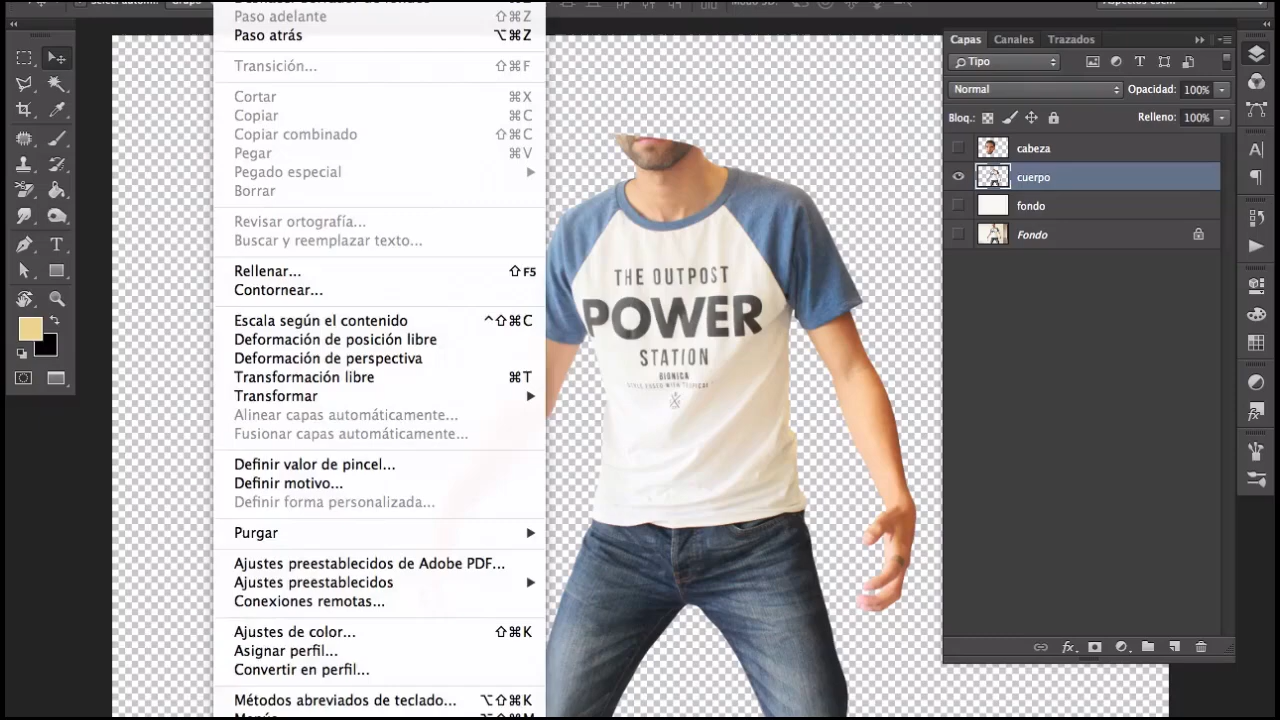 Paso adelante ⇧⌘Z
Paso atrás ⌥⌘Z
Transición... ⇧⌘F
Cortar ⌘X
Copiar ⌘C
Copiar combinado ⇧⌘C
Pegar ⌘V
Pegado especial
Borrar
Revisar ortografía...
Buscar y reemplazar texto...
Rellenar... ⇧F5
Contornear...
Escala según el contenido ^⇧⌘C
Deformación de posición libre
Deformación de perspectiva
Transformación libre ⌘T
Transformar
Alinear capas automáticamente...
Fusionar capas automáticamente...
Definir valor de pincel...
Definir motivo...
Definir forma personalizada...
Purgar
Ajustes preestablecidos de Adobe PDF...
Ajustes preestablecidos
Conexiones remotas...
Ajustes de color... ⇧⌘K
Asignar perfil...
Convertir en perfil...
Métodos abreviados de teclado... ⌥⇧⌘K
THE OUTPOST
POWER
STATION
BIONICA
Capas Canales Trazados
Tipo
Normal Opacidad: 100%
Bloq.: Relleno: 100%
cabeza
cuerpo
fondo
Fondo